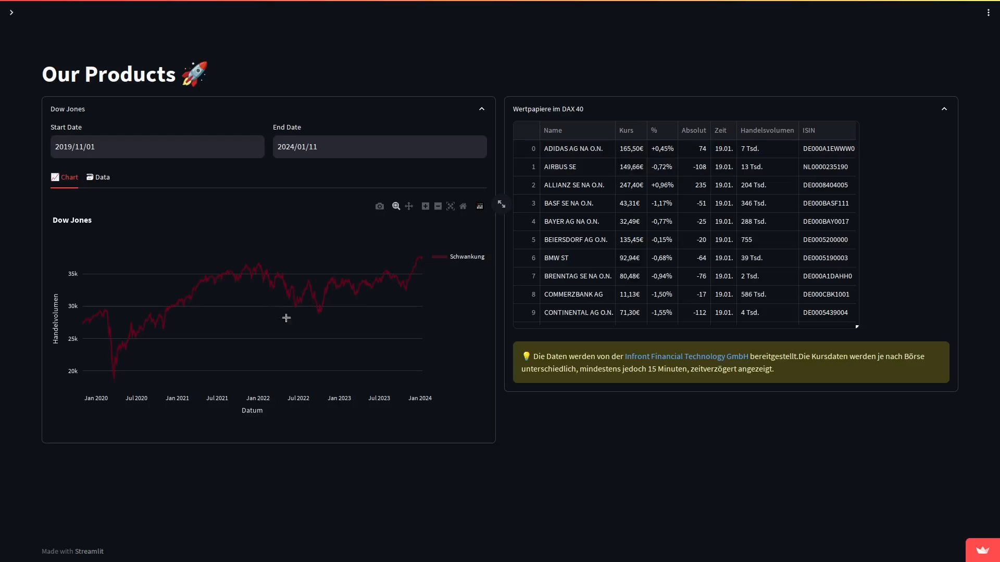 Our Products 🚀
Dow Jones
Start Date
End Date
2019/11/01
2024/01/11
📈 Chart
🗃️ Data
Dow Jones
Schwankung
35k
30k
25k
20k
Handelvolumen
Jan 2020 Jul 2020 Jan 2021 Jul 2021 Jan 2022 Jul 2022 Jan 2023 Jul 2023 Jan 2024
Datum
Wertpapiere im DAX 40
Name Kurs % Absolut Zeit Handelsvolumen ISIN
0 ADIDAS AG NA O.N. 165,50€ +0,45% 74 19.01. 7 Tsd. DE000A1EWWW0
1 AIRBUS SE 149,66€ -0,72% -108 19.01. 13 Tsd. NL0000235190
2 ALLIANZ SE NA O.N. 247,40€ +0,96% 235 19.01. 204 Tsd. DE0008404005
3 BASF SE NA O.N. 43,31€ -1,17% -51 19.01. 346 Tsd. DE000BASF111
4 BAYER AG NA O.N. 32,49€ -0,77% -25 19.01. 288 Tsd. DE000BAY0017
5 BEIERSDORF AG O.N. 135,45€ -0,15% -20 19.01. 755 DE0005200000
6 BMW ST 92,94€ -0,68% -64 19.01. 39 Tsd. DE0005190003
7 BRENNTAG SE NA O.N. 80,48€ -0,94% -76 19.01. 2 Tsd. DE000A1DAHH0
8 COMMERZBANK AG 11,13€ -1,50% -17 19.01. 586 Tsd. DE000CBK1001
9 CONTINENTAL AG O.N. 71,30€ -1,55% -112 19.01. 4 Tsd. DE0005439004
💡 Die Daten werden von der Infront Financial Technology GmbH bereitgestellt.Die Kursdaten werden je nach Börse
unterschiedlich, mindestens jedoch 15 Minuten, zeitverzögert angezeigt.
Made with Streamlit